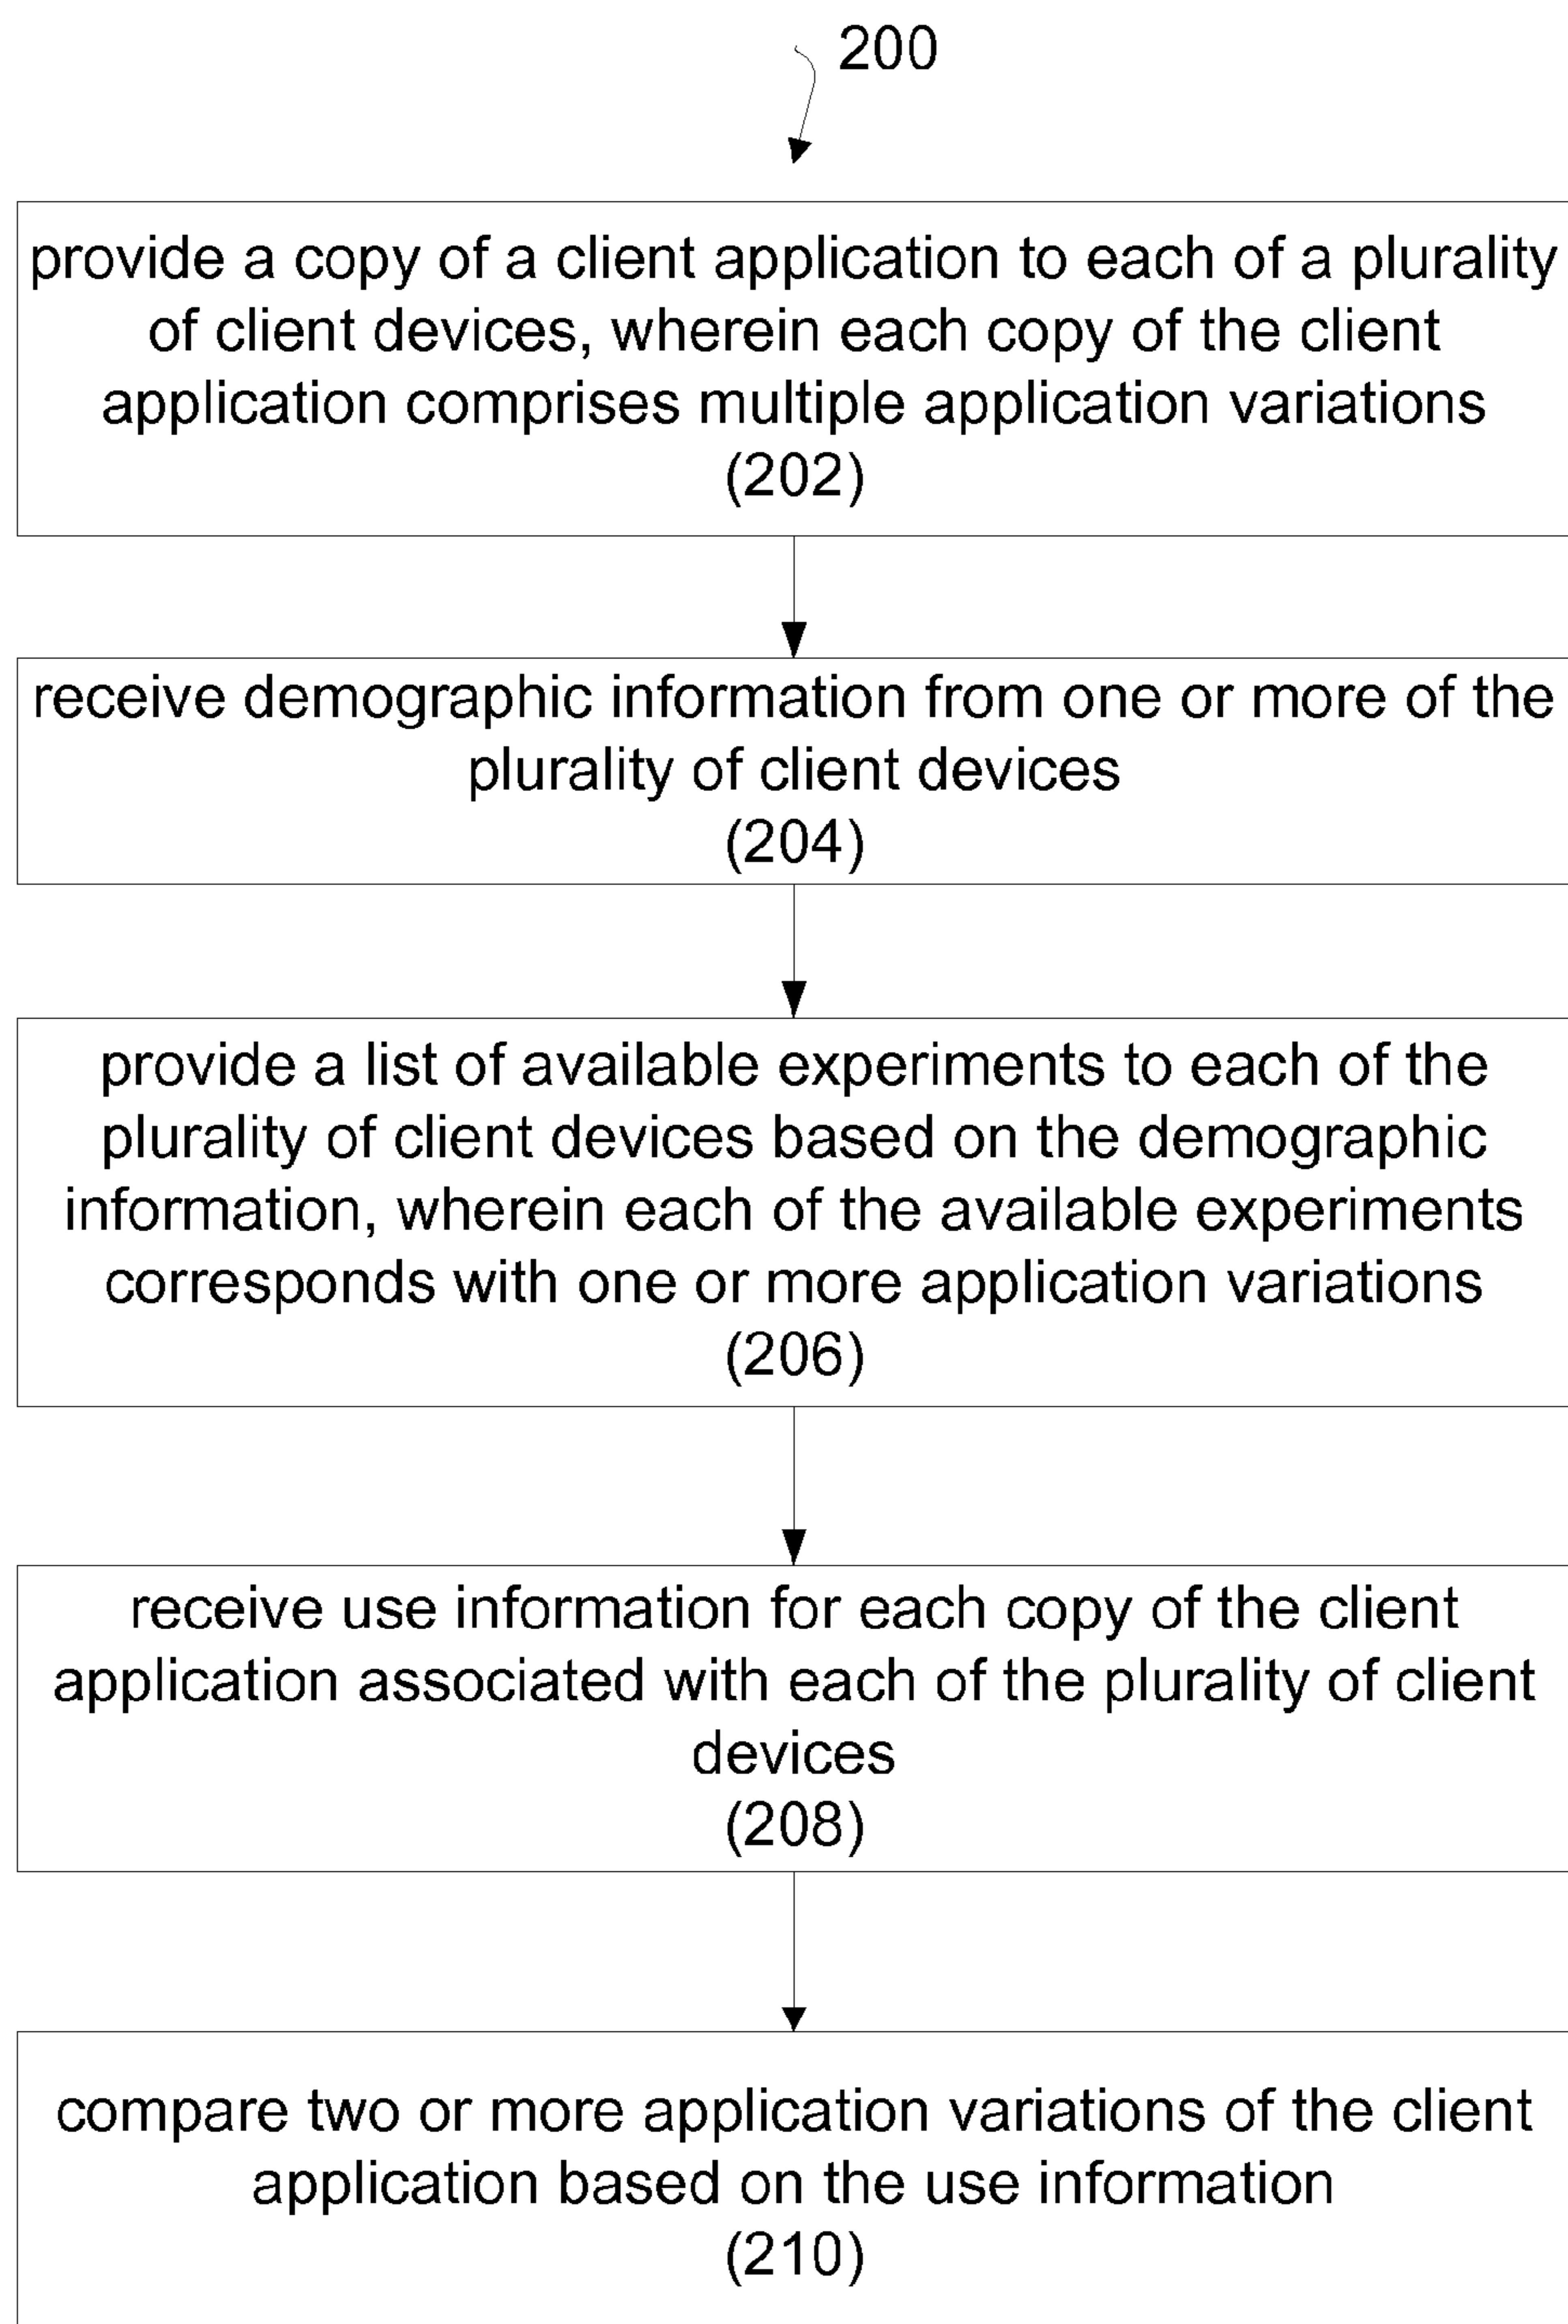 200
provide a copy of a client application to each of a plurality
of client devices, wherein each copy of the client
application comprises multiple application variations
(202)
receive demographic information from one or more of the
plurality of client devices
(204)
provide a list of available experiments to each of the
plurality of client devices based on the demographic
information, wherein each of the available experiments
corresponds with one or more application variations
(206)
receive use information for each copy of the client
application associated with each of the plurality of client
devices
(208)
compare two or more application variations of the client
application based on the use information
(210)